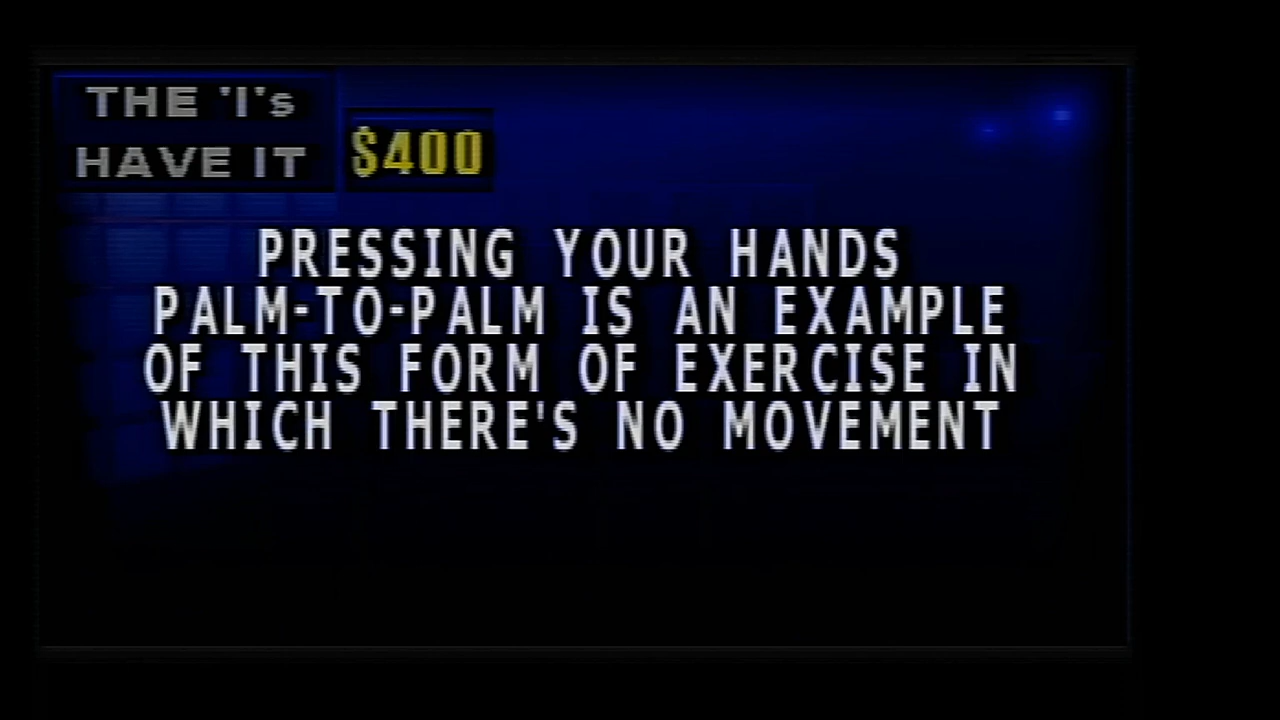 THE 'I's
HAVE IT
$400
PRESSING YOUR HANDS
PALM-TO-PALM IS AN EXAMPLE
OF THIS FORM OF EXERCISE IN
WHICH THERE'S NO MOVEMENT